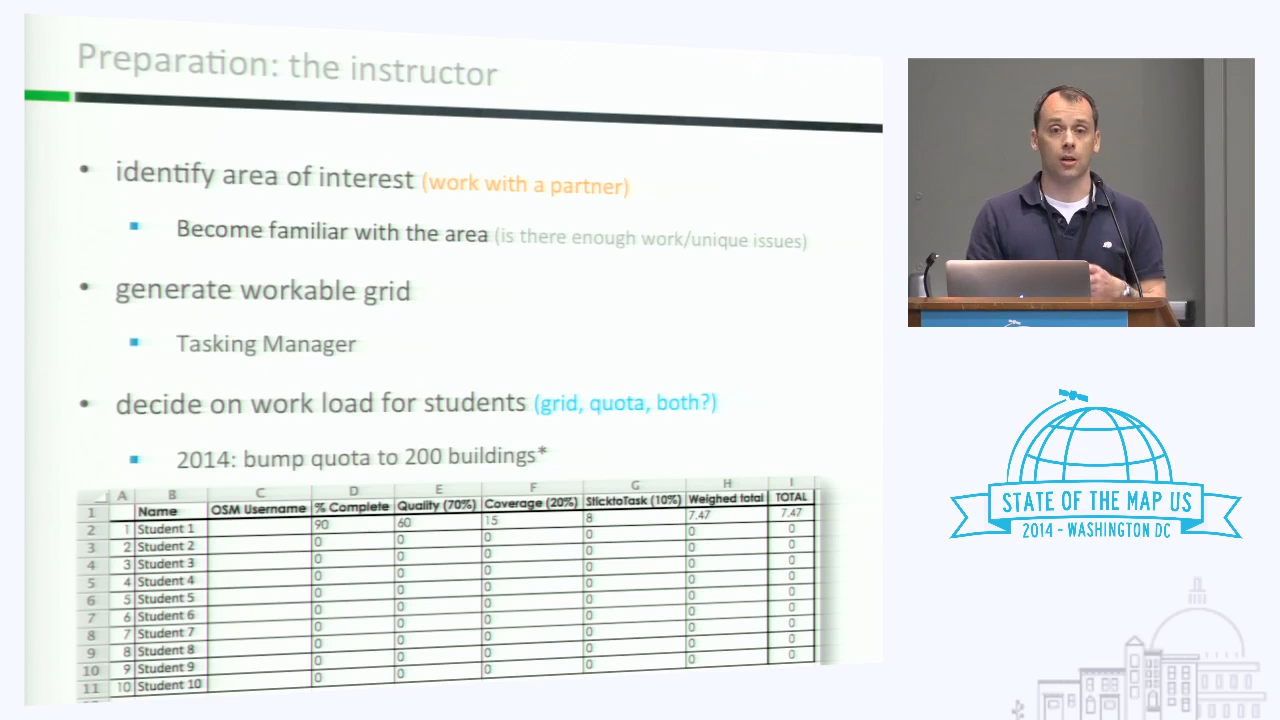 Preparation: the instructor
• identify area of interest (work with a partner)
▪ Become familiar with the area (is there enough work/unique issues)
• generate workable grid
▪ Tasking Manager
• decide on work load for students (grid, quota, both?)
▪ 2014: bump quota to 200 buildings*
A B C D E F G H I
1 Name OSM Username % Complete Quality (70%) Coverage (20%) SticktoTask (10%) Weighed total TOTAL
2 1 Student 1 90 60 15 8 7.47 7.47
3 2 Student 2 0 0 0 0 0 0
4 3 Student 3 0 0 0 0 0 0
5 4 Student 4 0 0 0 0 0 0
6 5 Student 5 0 0 0 0 0 0
7 6 Student 6 0 0 0 0 0 0
8 7 Student 7 0 0 0 0 0 0
9 8 Student 8 0 0 0 0 0 0
10 9 Student 9 0 0 0 0 0 0
11 10 Student 10 0 0 0 0 0 0
STATE OF THE MAP US
2014 - WASHINGTON DC